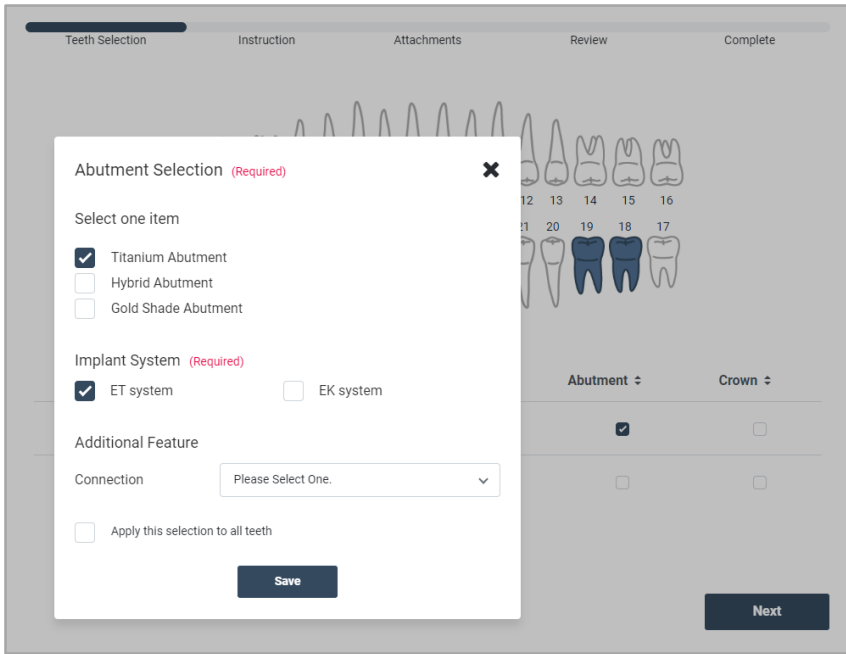 Teeth Selection Instruction Attachments Review Complete
12 13 14 15 16
20 19 18 17
Abutment Selection (Required)
Select one item
Titanium Abutment
Hybrid Abutment
Gold Shade Abutment
Implant System (Required)
ET system EK system
Additional Feature
Connection Please Select One.
Apply this selection to all teeth
Save
Abutment Crown
Next